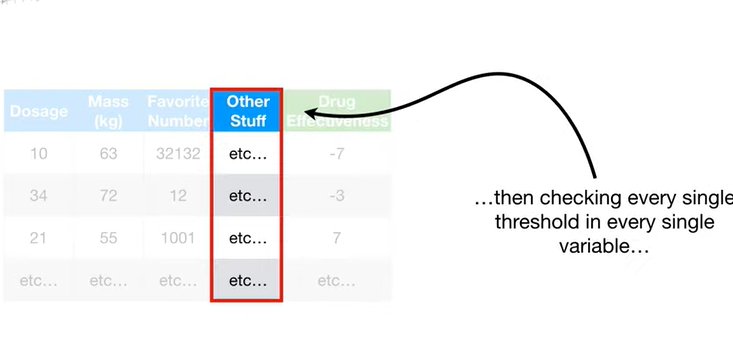 Dosage Mass (kg) Favorite Number Other Stuff Drug Effectiveness
10 63 32132 etc... -7
34 72 12 etc... -3
21 55 1001 etc... 7
etc... etc... etc... etc... etc...
...then checking every single
threshold in every single
variable...